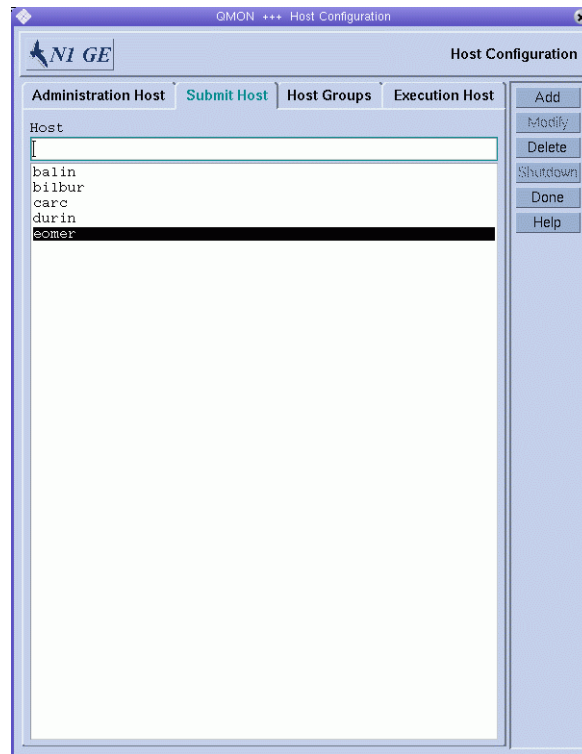 QMON +++ Host Configuration
N1 GE
Host Configuration
Administration Host
Submit Host
Host Groups
Execution Host
Host
balin
bilbur
carc
durin
eomer
Add
Modify
Delete
Shutdown
Done
Help